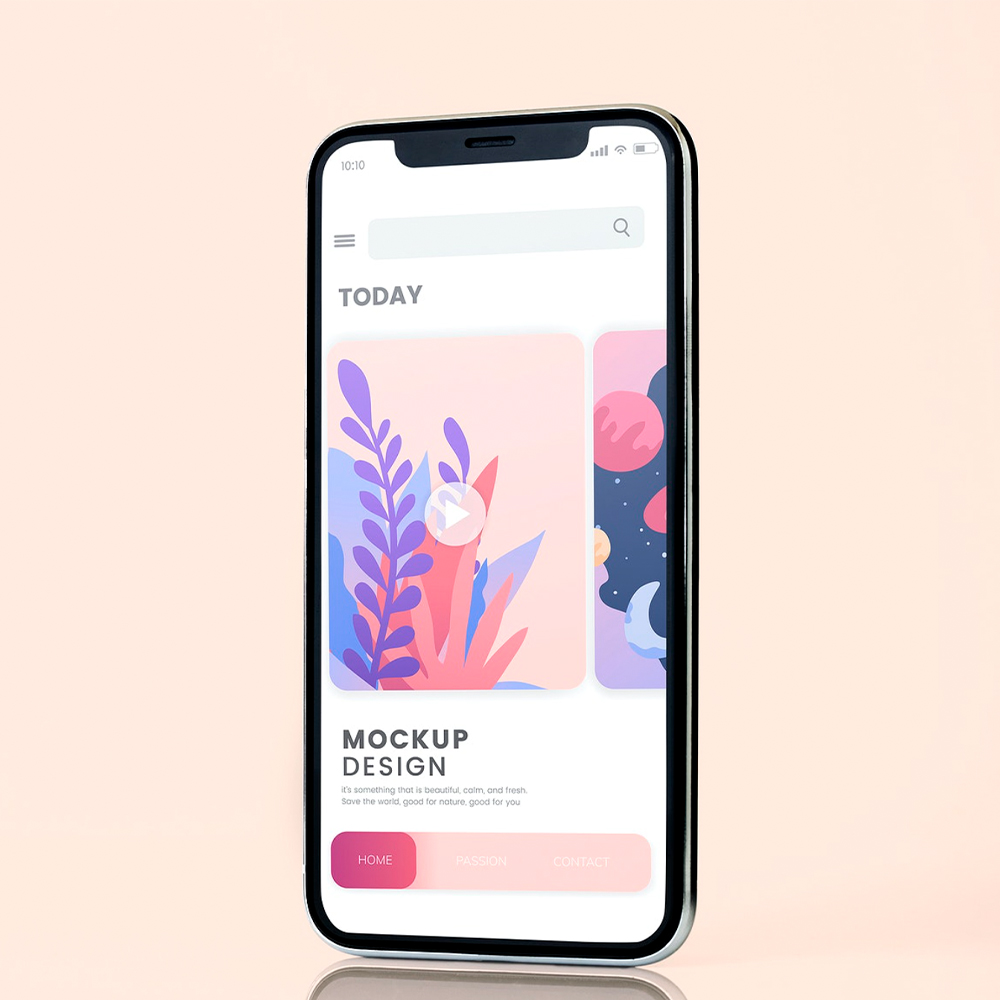 10:10
TODAY
MOCKUP
DESIGN
it's something that is beautiful, calm, and fresh.
Save the world, good for nature, good for you
HOME PASSION CONTACT